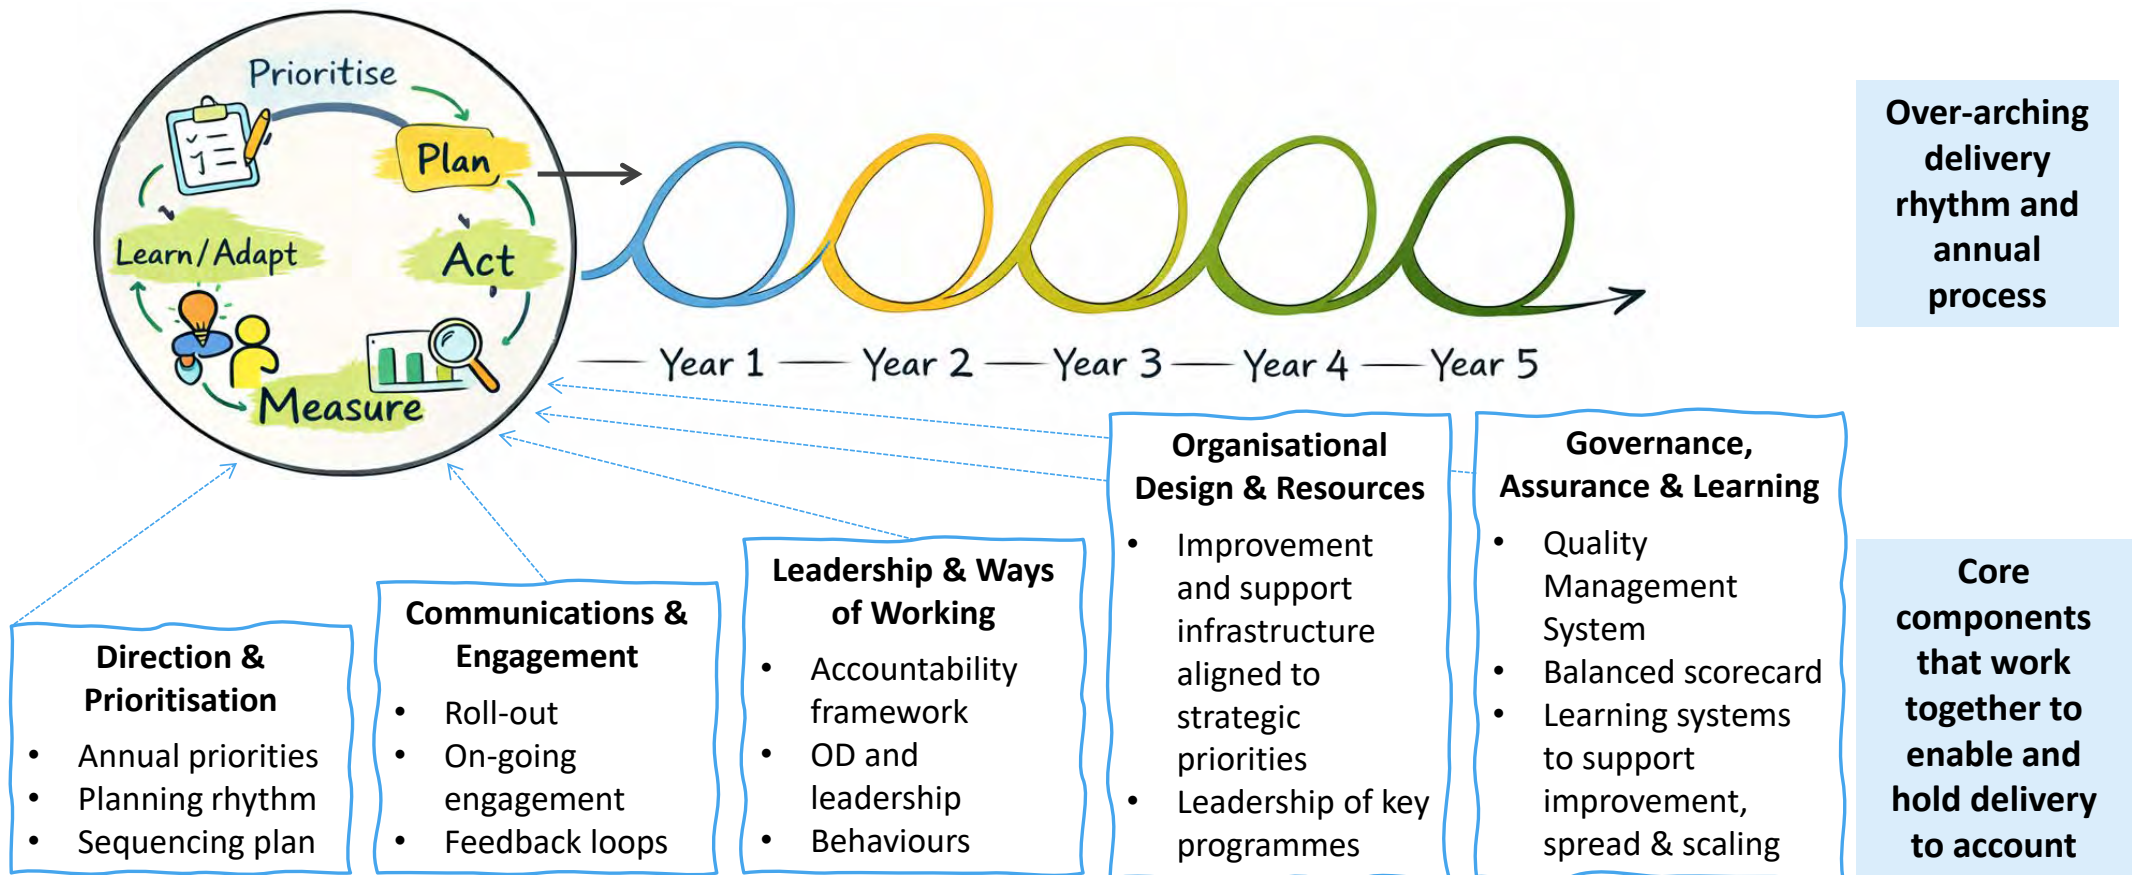 Prioritise
Plan
Act
Measure
Learn/Adapt
Year 1
Year 2
Year 3
Year 4
Year 5
Over-arching
delivery
rhythm and
annual
process
Direction &
Prioritisation
• Annual priorities
• Planning rhythm
• Sequencing plan
Communications &
Engagement
• Roll-out
• On-going
engagement
• Feedback loops
Leadership & Ways
of Working
• Accountability
framework
• OD and
leadership
• Behaviours
Organisational
Design & Resources
• Improvement
and support
infrastructure
aligned to
strategic
priorities
• Leadership of key
programmes
Governance,
Assurance & Learning
• Quality
Management
System
• Balanced scorecard
• Learning systems
to support
improvement,
spread & scaling
Core
components
that work
together to
enable and
hold delivery
to account